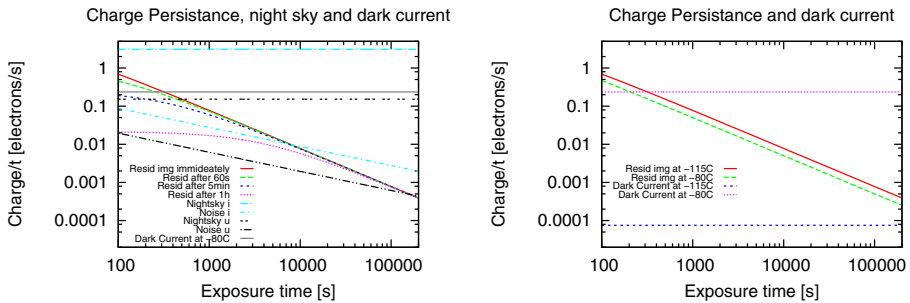 Charge Persistance, night sky and dark current
Charge/t [electrons/s]
1
0.1
0.01
0.001
0.0001
Resid img immideately
Resid after 60s
Resid after 5min
Resid after 1h
Nightsky i
Noise i
Nightsky u
Noise u
Dark Current at −80C
100
1000
10000
100000
Exposure time [s]
Charge Persistance and dark current
Charge/t [electrons/s]
1
0.1
0.01
0.001
0.0001
Resid img at −115C
Resid img at −80C
Dark Current at −115C
Dark Current at −80C
100
1000
10000
100000
Exposure time [s]